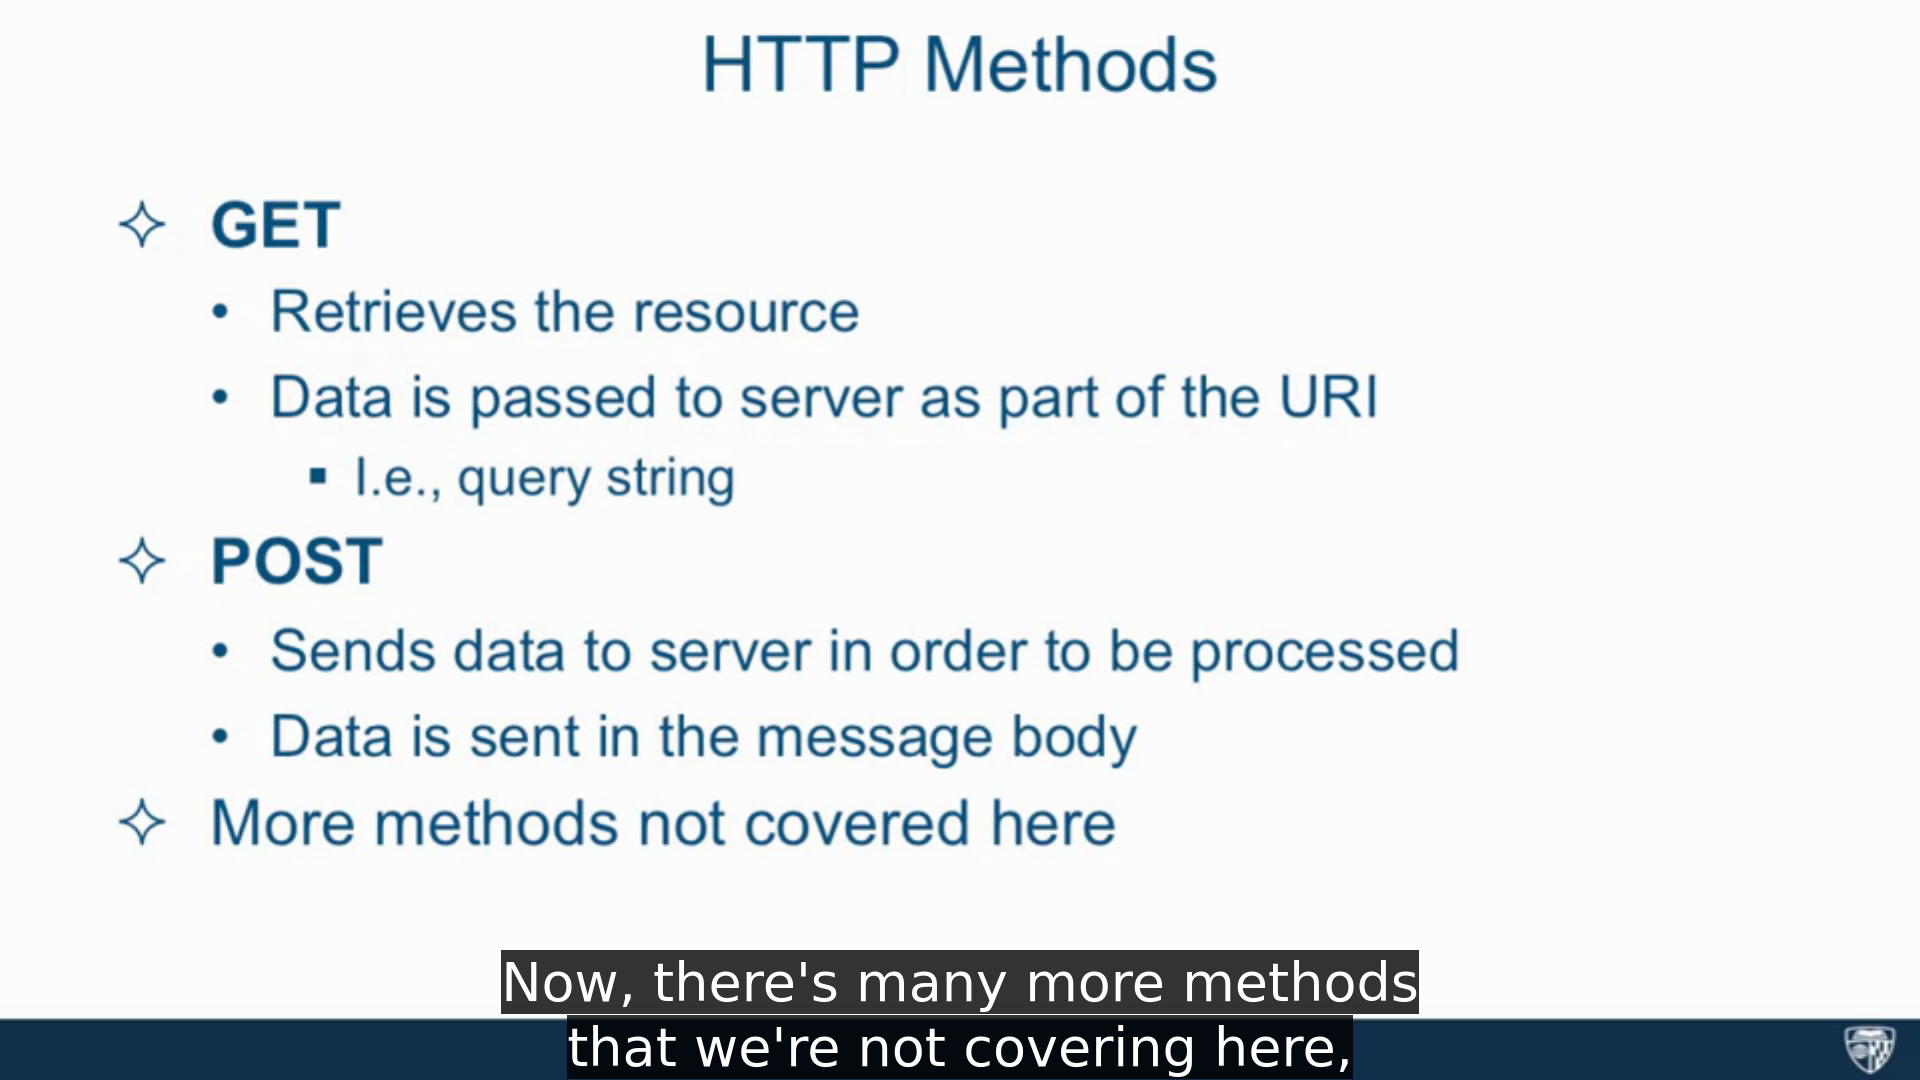 HTTP Methods
GET
• Retrieves the resource
• Data is passed to server as part of the URI
▪ I.e., query string
POST
• Sends data to server in order to be processed
• Data is sent in the message body
More methods not covered here
Now, there's many more methods
that we're not covering here,